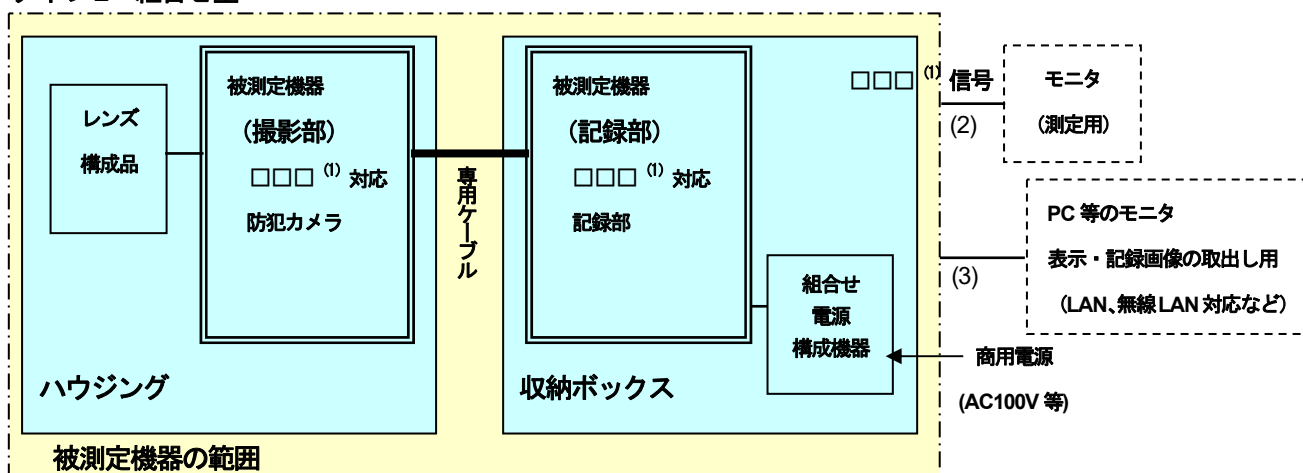 レンズ
構成品
被測定機器
（撮影部）
□□□ (1) 対応
防犯カメラ
ハウジング
専用ケーブル
被測定機器
（記録部）
□□□ (1) 対応
記録部
□□□ (1) 信号
(2)
組合せ
電源
構成機器
収納ボックス
被測定機器の範囲
モニタ
（測定用）
(3)
PC 等のモニタ
表示・記録画像の取出し用
（LAN、無線 LAN 対応など）
商用電源
(AC100V 等)